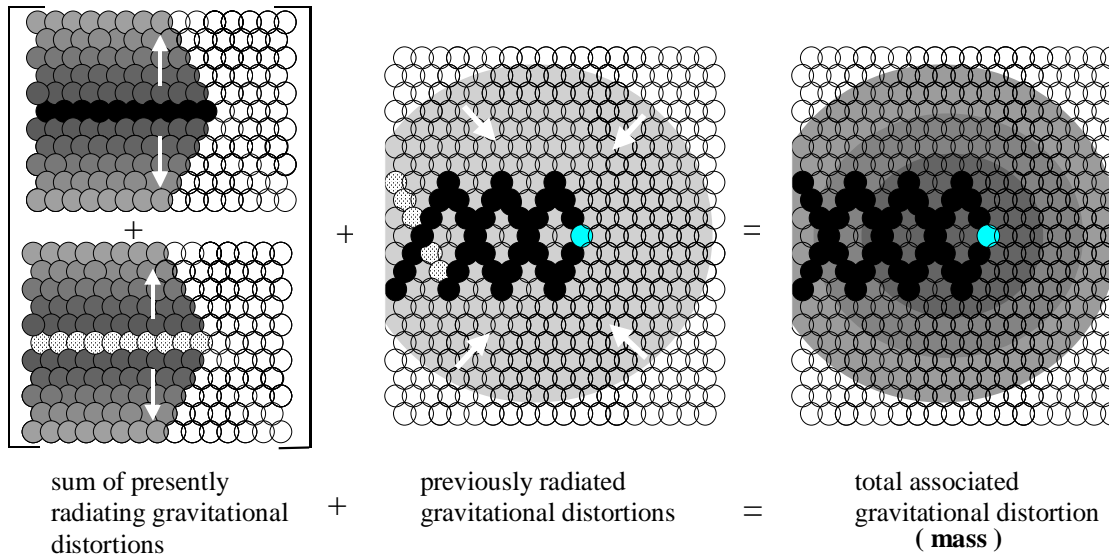 +
+
=
sum of presently
radiating gravitational
distortions
+
previously radiated
gravitational distortions
=
total associated
gravitational distortion
( mass )